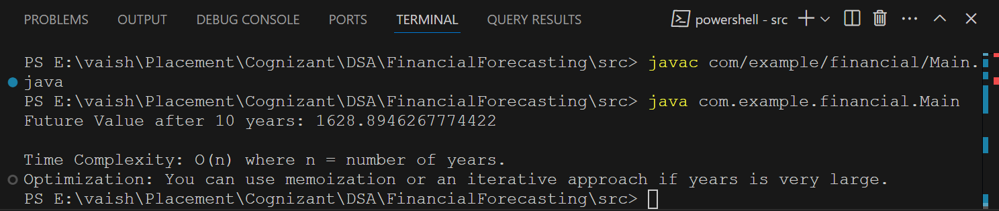 PROBLEMS OUTPUT DEBUG CONSOLE PORTS TERMINAL QUERY RESULTS powershell - src
PS E:\vaish\Placement\Cognizant\DSA\FinancialForecasting\src> javac com/example/financial/Main.
java
PS E:\vaish\Placement\Cognizant\DSA\FinancialForecasting\src> java com.example.financial.Main
Future Value after 10 years: 1628.8946267774422
Time Complexity: O(n) where n = number of years.
Optimization: You can use memoization or an iterative approach if years is very large.
PS E:\vaish\Placement\Cognizant\DSA\FinancialForecasting\src>